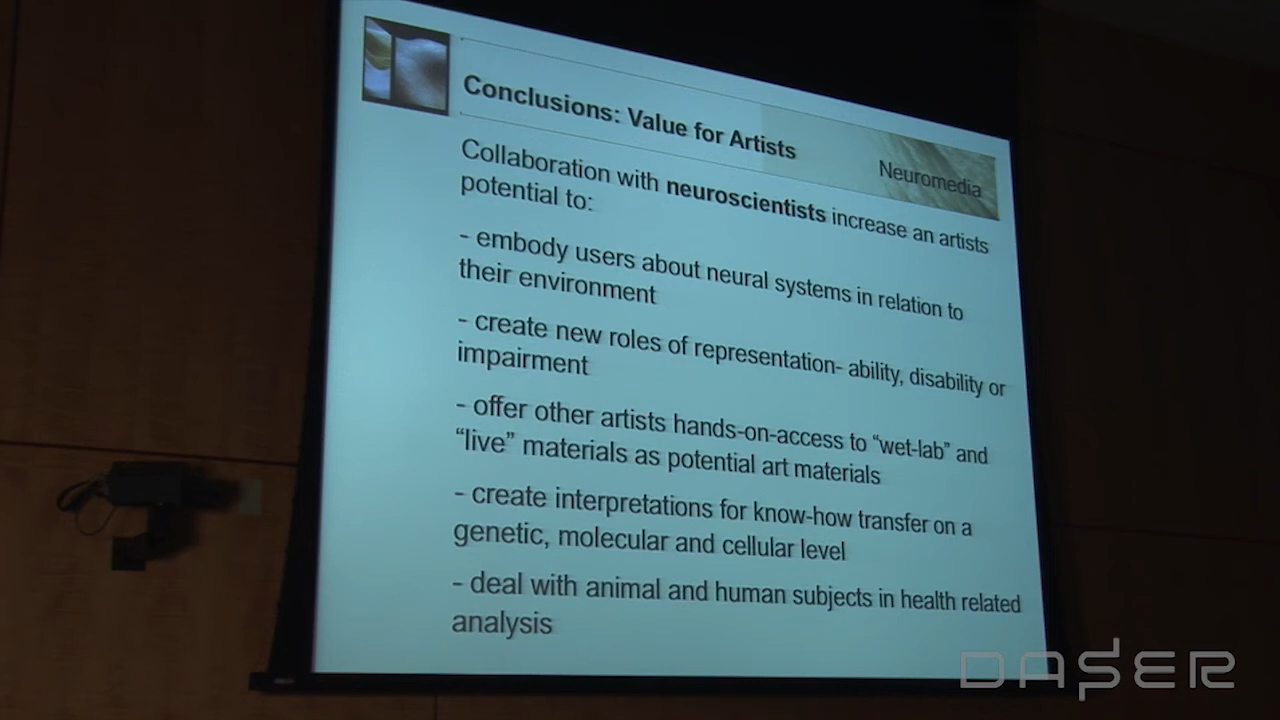 Conclusions: Value for Artists
Neuromedia
Collaboration with neuroscientists increase an artists
potential to:
- embody users about neural systems in relation to
their environment
- create new roles of representation- ability, disability or
impairment
- offer other artists hands-on-access to “wet-lab” and
“live” materials as potential art materials
- create interpretations for know-how transfer on a
genetic, molecular and cellular level
- deal with animal and human subjects in health related
analysis
DASER